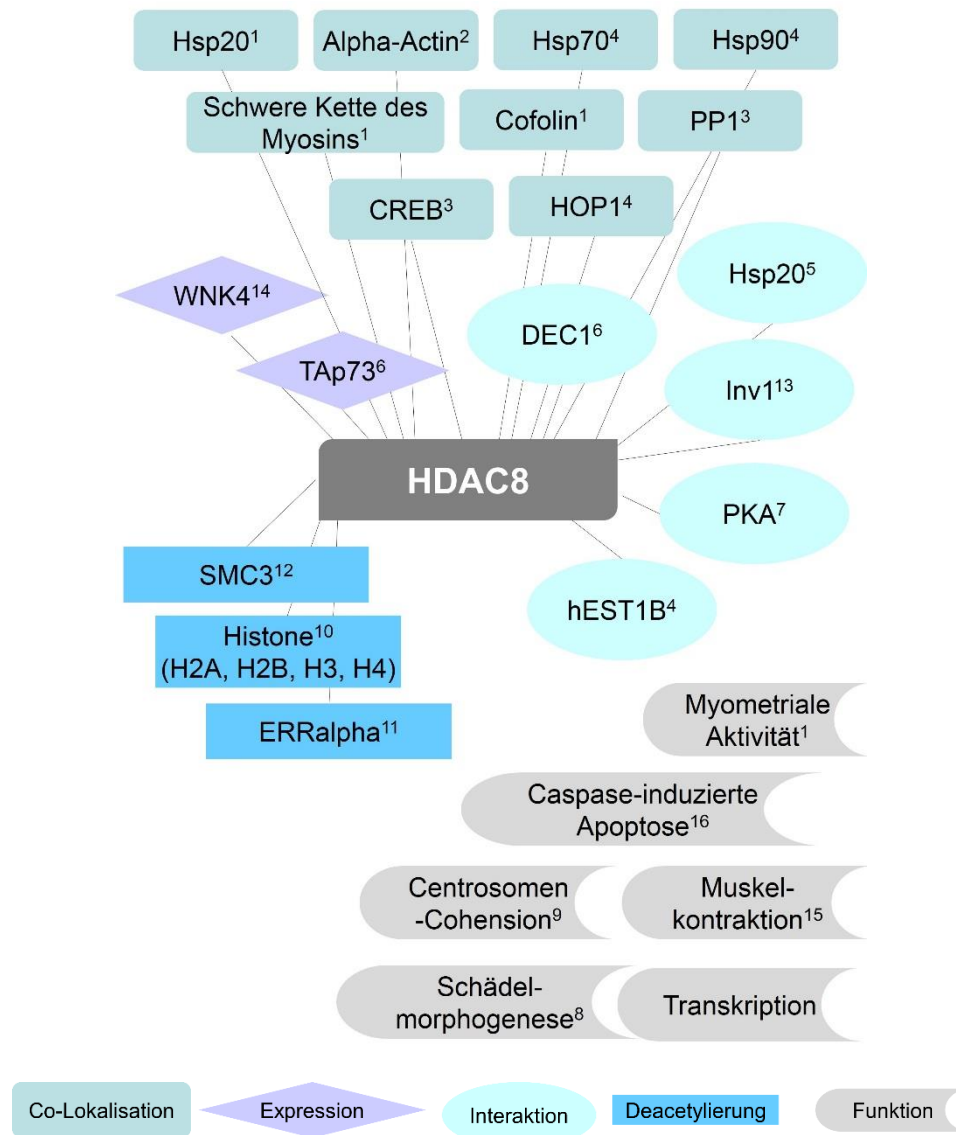 Hsp20¹
Alpha-Actin²
Hsp70⁴
Hsp90⁴
Schwere Kette des
Myosins¹
Cofolin¹
PP1³
CREB³
HOP1⁴
WNK4¹⁴
Hsp20⁵
DEC1⁶
TAp73⁶
Inv1¹³
HDAC8
PKA⁷
SMC3¹²
hEST1B⁴
Histone¹⁰
(H2A, H2B, H3, H4)
ERRalpha¹¹
Myometriale
Aktivität¹
Caspase-induzierte
Apoptose¹⁶
Centrosomen
-Cohension⁹
Muskel-
kontraktion¹⁵
Schädel-
morphogenese⁸
Transkription
Co-Lokalisation
Expression
Interaktion
Deacetylierung
Funktion